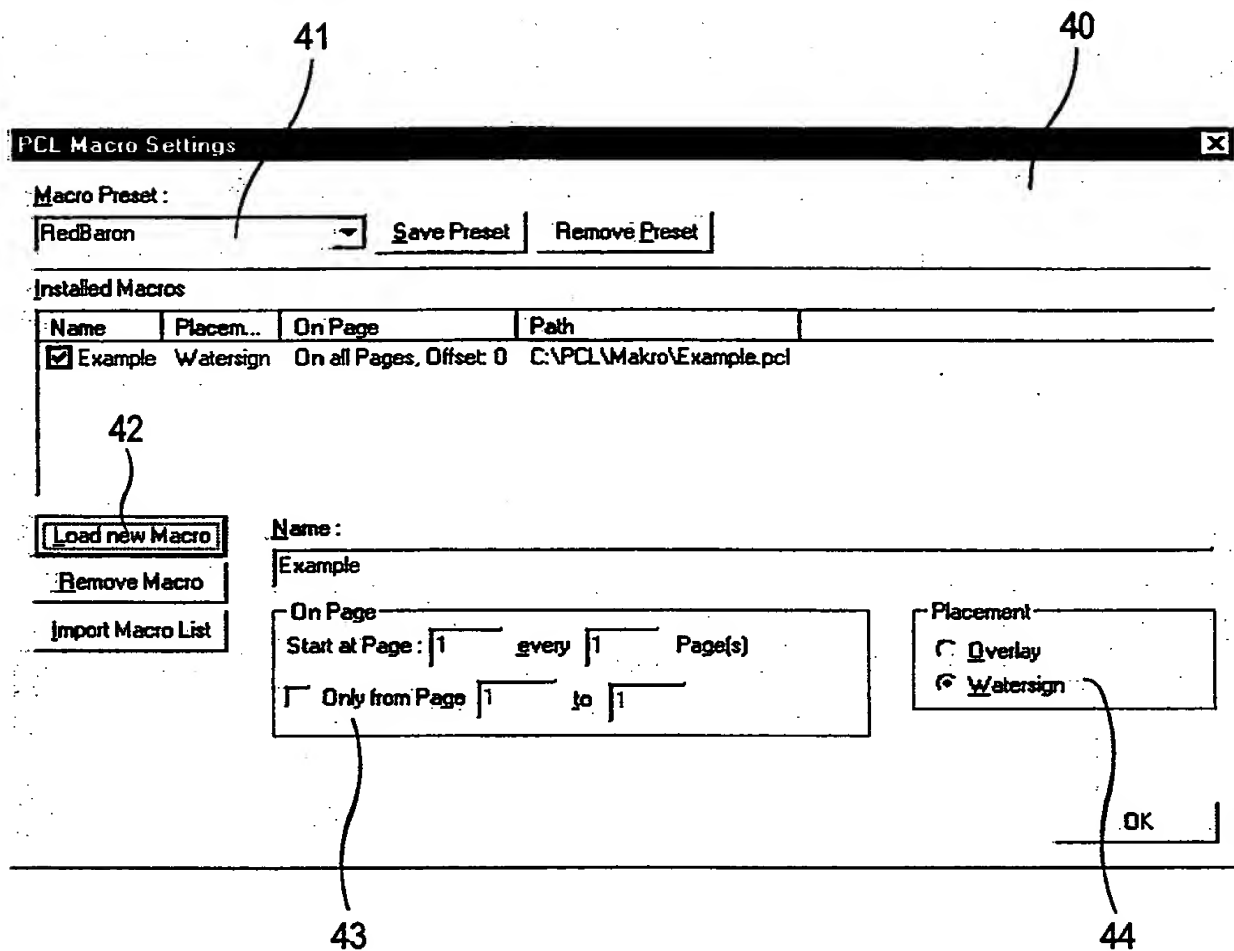 41
40
PCL Macro Settings
Macro Preset :
RedBaron
Save Preset
Remove Preset
Installed Macros
Name Placem... On Page Path
Example Watersign On all Pages, Offset: 0 C:\PCL\Makro\Example.pcl
42
Load new Macro
Remove Macro
Import Macro List
Name :
Example
On Page
Start at Page : 1 every 1 Page(s)
Only from Page 1 to 1
Placement
Overlay
Watersign
OK
43
44